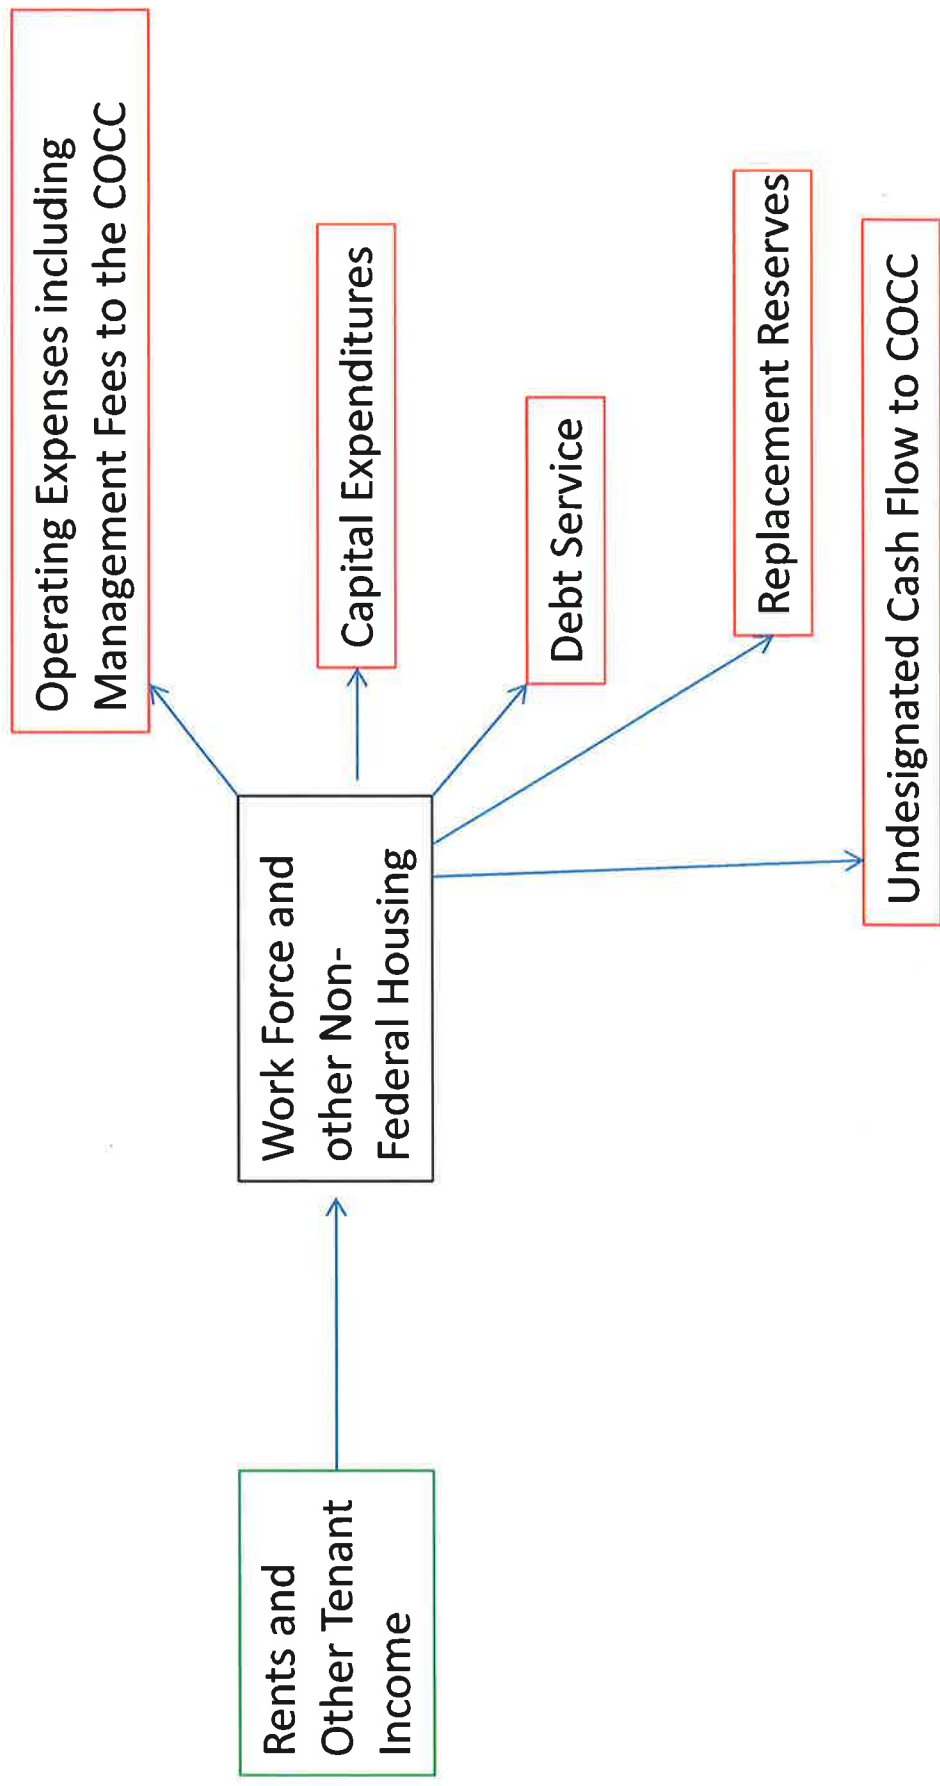 Rents and
Other Tenant
Income
Work Force and
other Non-
Federal Housing
Operating Expenses including
Management Fees to the COCC
Capital Expenditures
Debt Service
Replacement Reserves
Undesignated Cash Flow to COCC